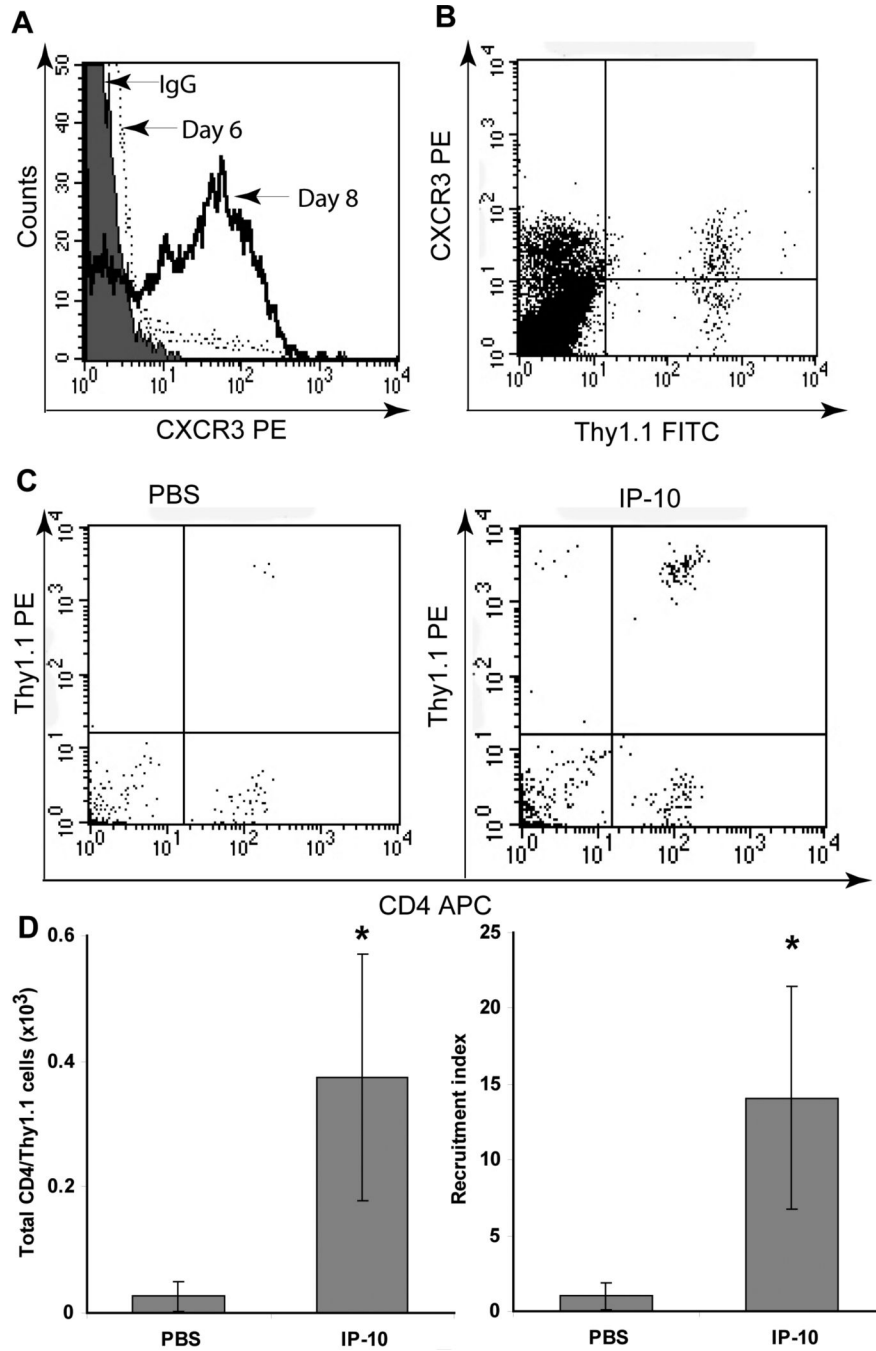 A
50
40
30
20
10
0
Counts
IgG
Day 6
Day 8
10^0 10^1 10^2 10^3 10^4
CXCR3 PE
B
10^4
10^3
10^2
10^1
10^0
CXCR3 PE
10^0 10^1 10^2 10^3 10^4
Thy1.1 FITC
C
PBS
10^4
10^3
10^2
10^1
10^0
Thy1.1 PE
10^0 10^1 10^2 10^3 10^4
IP-10
10^4
10^3
10^2
10^1
10^0
Thy1.1 PE
10^0 10^1 10^2 10^3 10^4
CD4 APC
D
0.6
0.4
0.2
0
Total CD4/Thy1.1 cells (x10^3)
*
PBS IP-10
25
20
15
10
5
0
Recruitment index
*
PBS IP-10